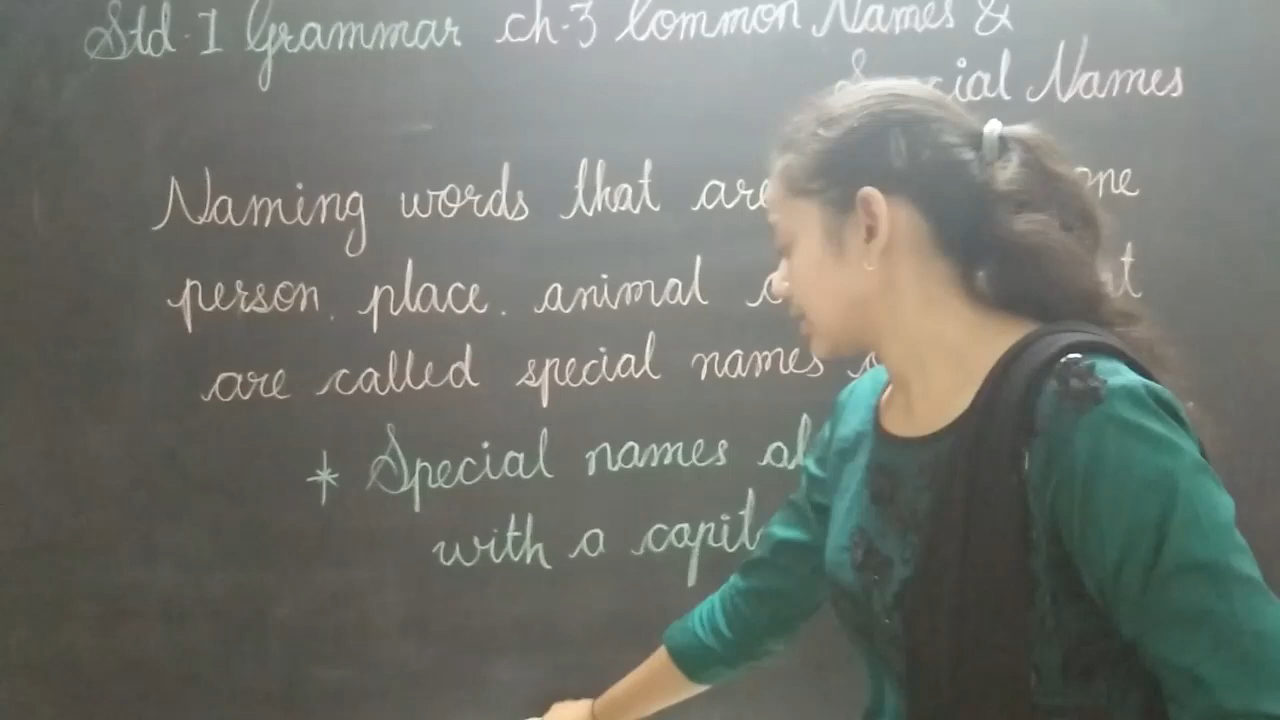 Std-I Grammar ch-3 Common Names &
Special Names
Naming words that are one
person, place, animal
are called special names
* Special names
with a